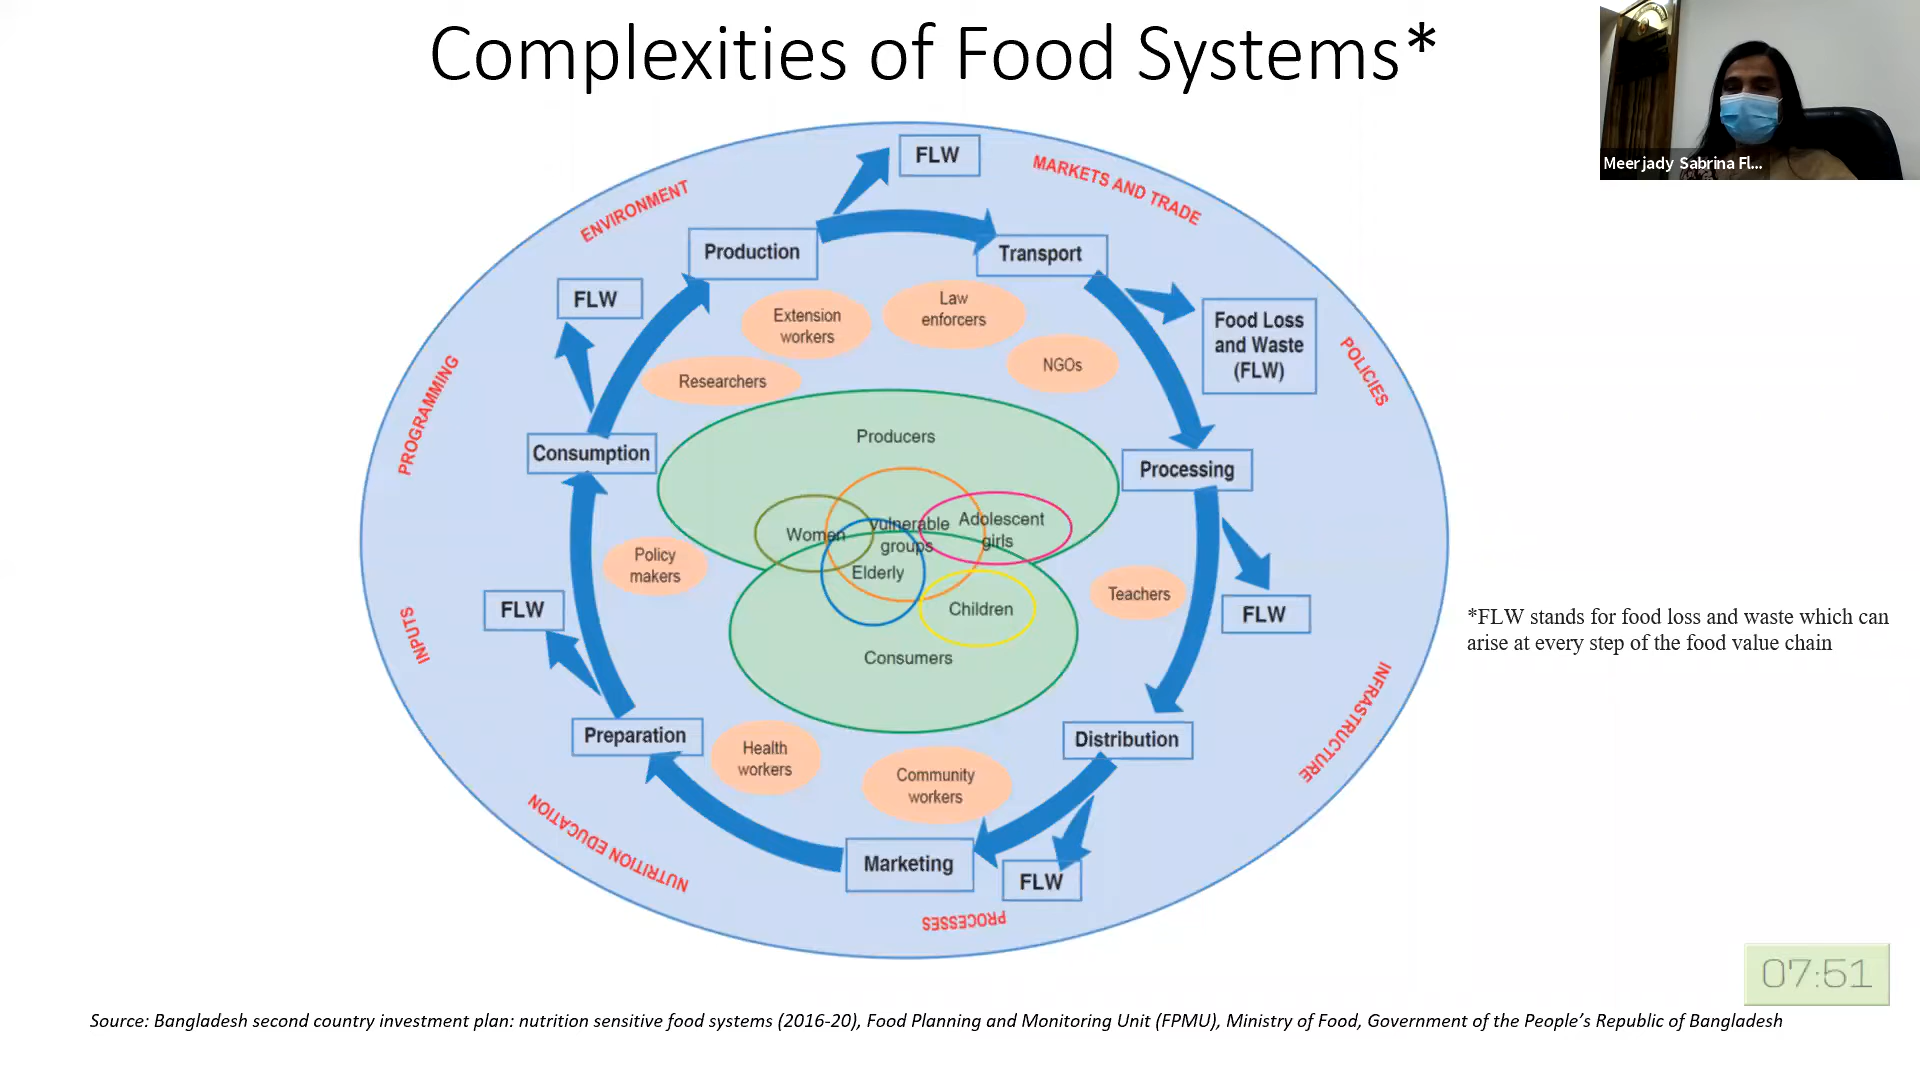 Complexities of Food Systems*
Meerjady Sabrina Fl...
FLW
MARKETS AND TRADE
ENVIRONMENT
Production
Transport
FLW
Extension
workers
Law
enforcers
Food Loss
and Waste
(FLW)
NGOs
POLICIES
Researchers
PROGRAMMING
Producers
Consumption
Processing
Women
vulnerable
groups
Adolescent
girls
Policy
makers
Elderly
Teachers
Children
FLW
FLW
*FLW stands for food loss and waste which can
arise at every step of the food value chain
INPUTS
Consumers
INFRASTRUCTURE
Preparation
Distribution
Health
workers
Community
workers
NUTRITION EDUCATION
Marketing
FLW
PROCESSES
07:51
Source: Bangladesh second country investment plan: nutrition sensitive food systems (2016-20), Food Planning and Monitoring Unit (FPMU), Ministry of Food, Government of the People’s Republic of Bangladesh